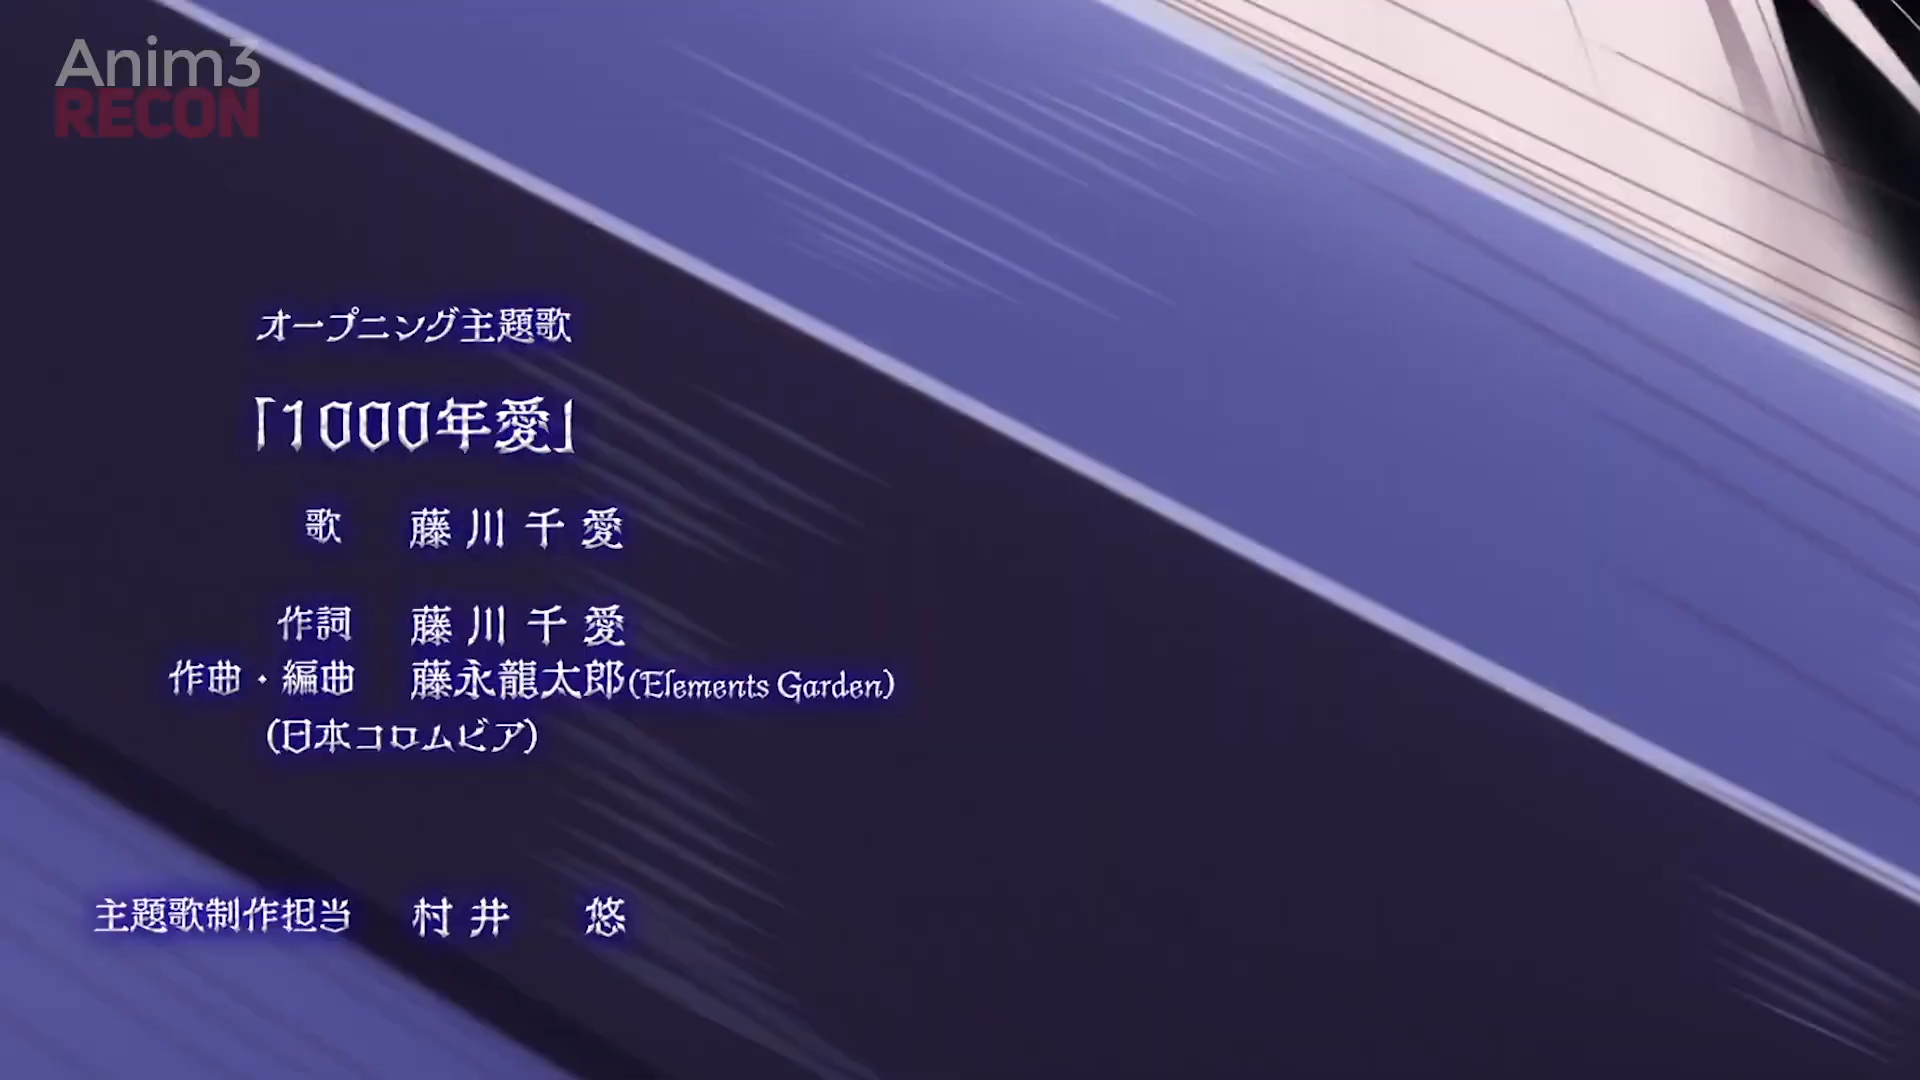 Anim3
RECON
オープニング主題歌
「1000年愛」
歌 藤川千愛
作詞 藤川千愛
作曲・編曲 藤永龍太郎(Elements Garden)
(日本コロムビア)
主題歌制作担当 村井 悠